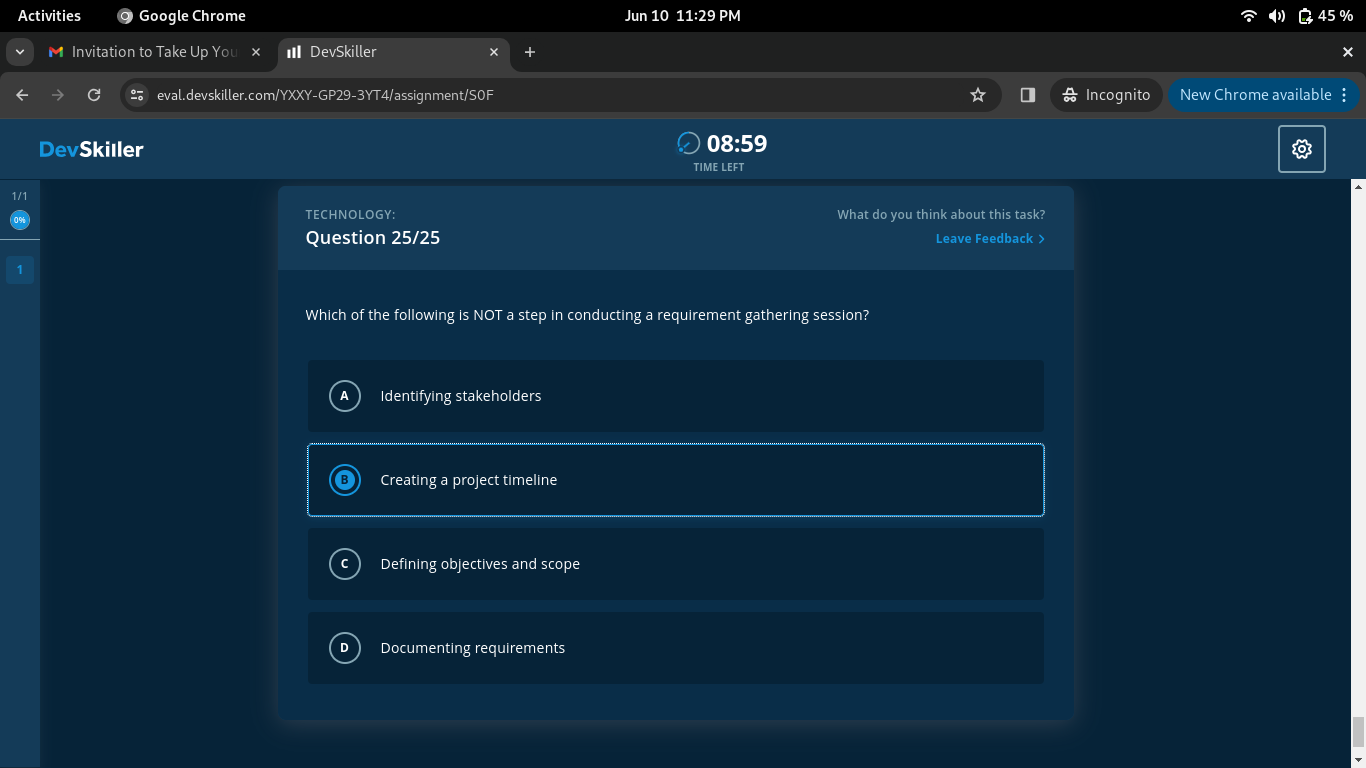 Activities Google Chrome Jun 10 11:29 PM 45 %
Invitation to Take Up You DevSkiller
eval.devskiller.com/YXXY-GP29-3YT4/assignment/S0F Incognito New Chrome available
DevSkiller 08:59
TIME LEFT
1/1
0%
1
TECHNOLOGY: What do you think about this task?
Question 25/25 Leave Feedback
Which of the following is NOT a step in conducting a requirement gathering session?
A Identifying stakeholders
B Creating a project timeline
C Defining objectives and scope
D Documenting requirements